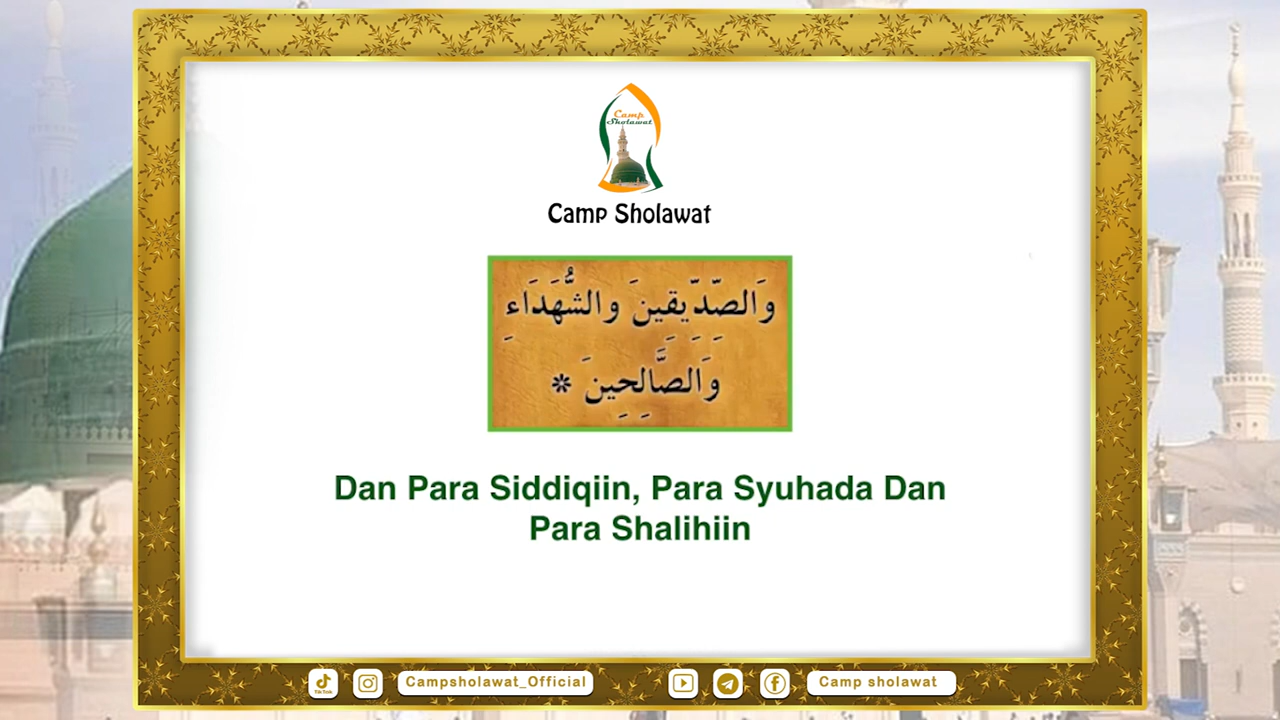 Camp
Sholawat
Camp Sholawat
وَالصِّدِّيقِينَ والشُّهَدَاءِ
وَالصَّالِحِينَ *
Dan Para Siddiqiin, Para Syuhada Dan
Para Shalihiin
TikTok
Campsholawat_Official
Camp sholawat